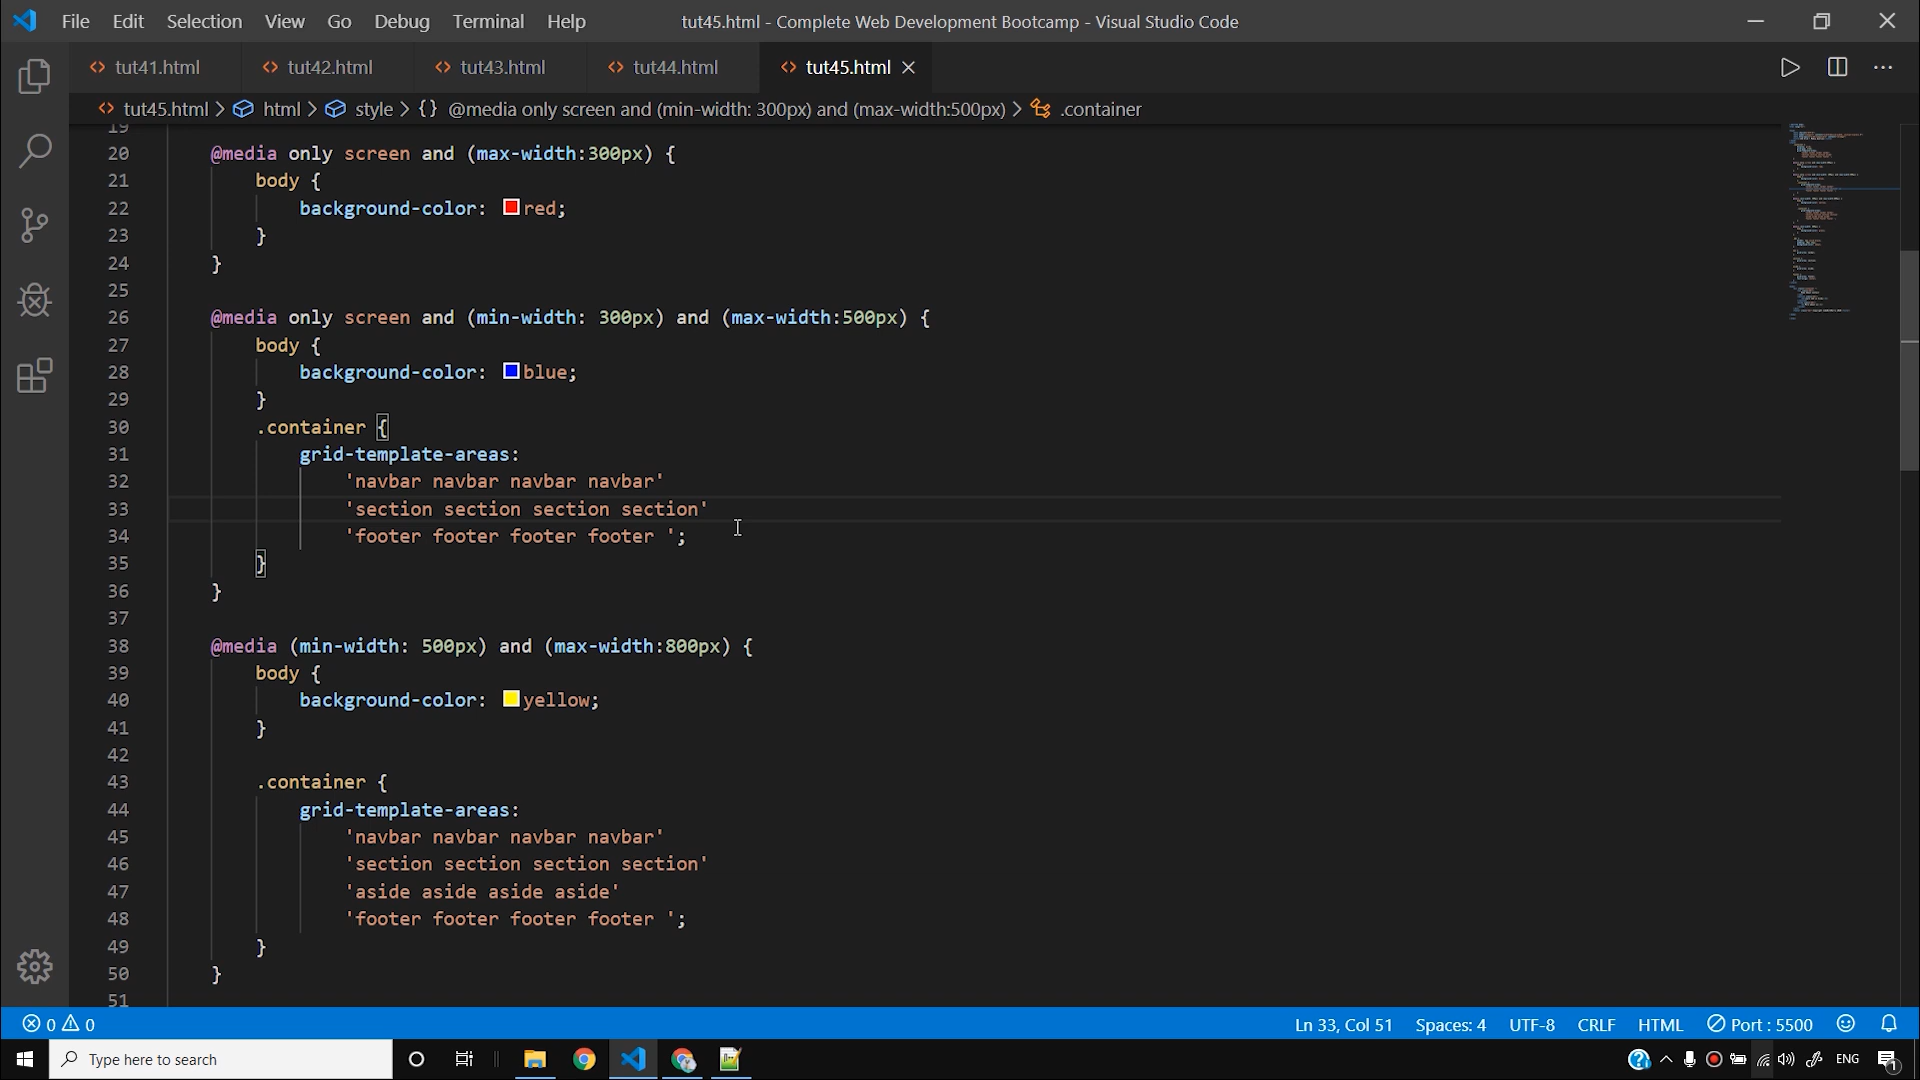 File Edit Selection View Go Debug Terminal Help tut45.html - Complete Web Development Bootcamp - Visual Studio Code
tut41.html tut42.html tut43.html tut44.html tut45.html
tut45.html > html > style > {} @media only screen and (min-width: 300px) and (max-width:500px) > .container
19
20 @media only screen and (max-width:300px) {
21 body {
22 background-color: red;
23 }
24 }
25
26 @media only screen and (min-width: 300px) and (max-width:500px) {
27 body {
28 background-color: blue;
29 }
30 .container {
31 grid-template-areas:
32 'navbar navbar navbar navbar'
33 'section section section section'
34 'footer footer footer footer ';
35 }
36 }
37
38 @media (min-width: 500px) and (max-width:800px) {
39 body {
40 background-color: yellow;
41 }
42
43 .container {
44 grid-template-areas:
45 'navbar navbar navbar navbar'
46 'section section section section'
47 'aside aside aside aside'
48 'footer footer footer footer ';
49 }
50 }
51
0 0 Ln 33, Col 51 Spaces: 4 UTF-8 CRLF HTML Port : 5500
Type here to search ENG 1